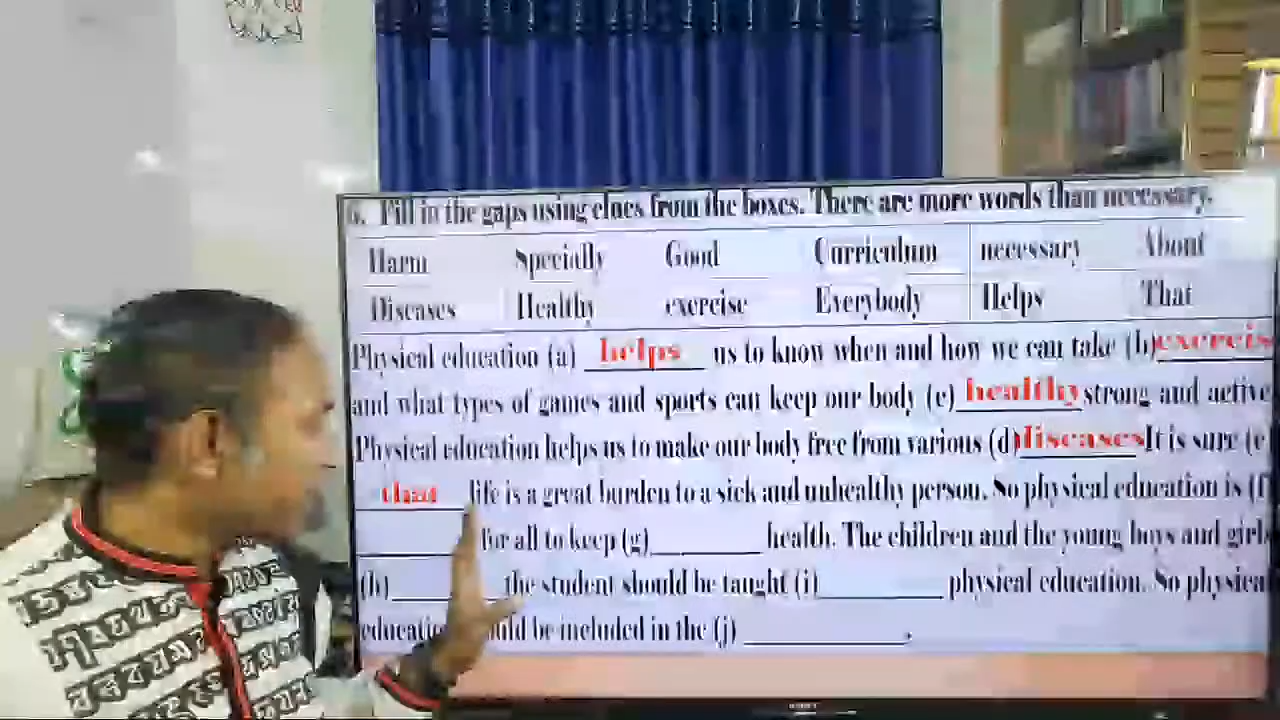 6. Fill in the gaps using clues from the boxes. There are more words than necessary.
Harm Specially Good Curriculum necessary About
Diseases Healthy exercise Everybody Helps That
Physical education (a) helps us to know when and how we can take (b) exercis
and what types of games and sports can keep our body (c) healthy strong and active
Physical education helps us to make our body free from various (d) diseases It is sure (e
that life is a great burden to a sick and unhealthy person. So physical education is (f
for all to keep (g) health. The children and the young boys and girls
(h) the student should be taught (i) physical education. So physical
be included in the (j) .